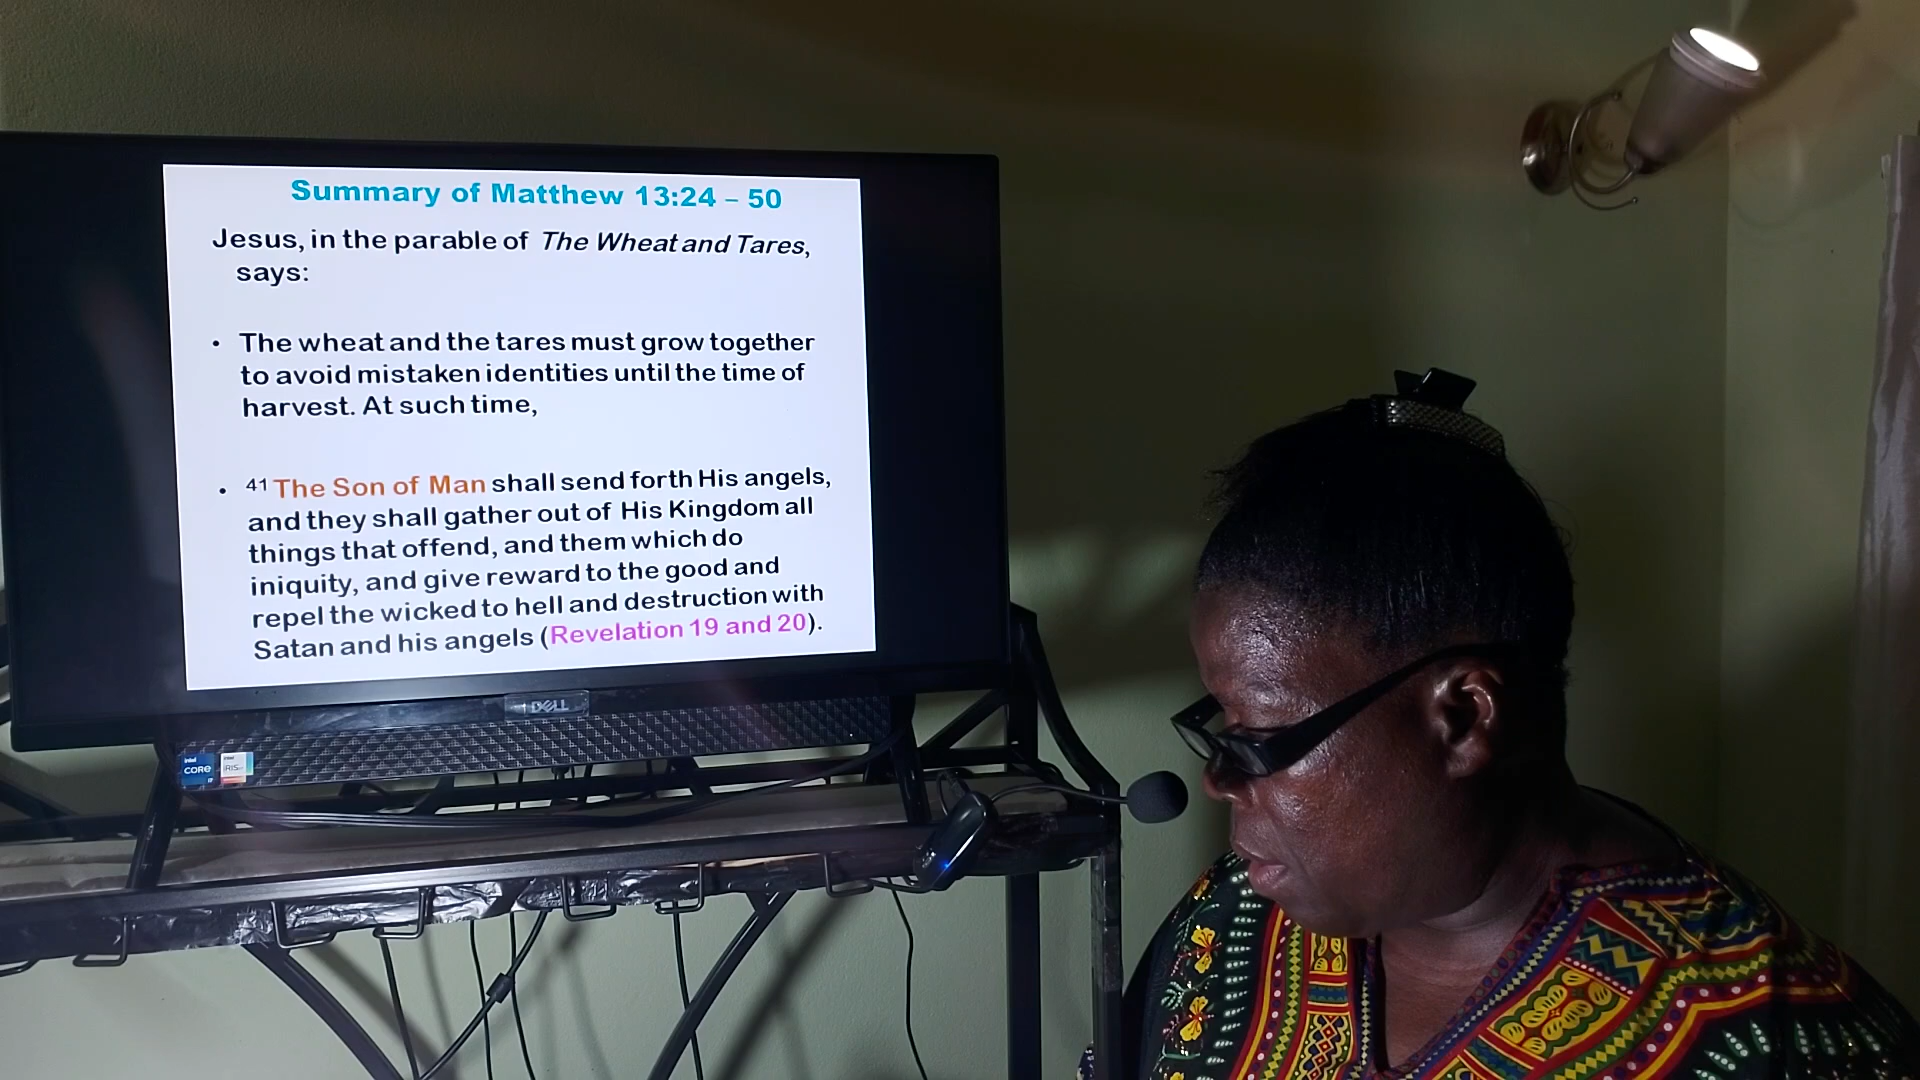 Summary of Matthew 13:24 – 50
Jesus, in the parable of The Wheat and Tares,
says:
• The wheat and the tares must grow together
to avoid mistaken identities until the time of
harvest. At such time,
• 41 The Son of Man shall send forth His angels,
and they shall gather out of His Kingdom all
things that offend, and them which do
iniquity, and give reward to the good and
repel the wicked to hell and destruction with
Satan and his angels (Revelation 19 and 20).
DELL
intel
CORE
i7
intel
IRIS